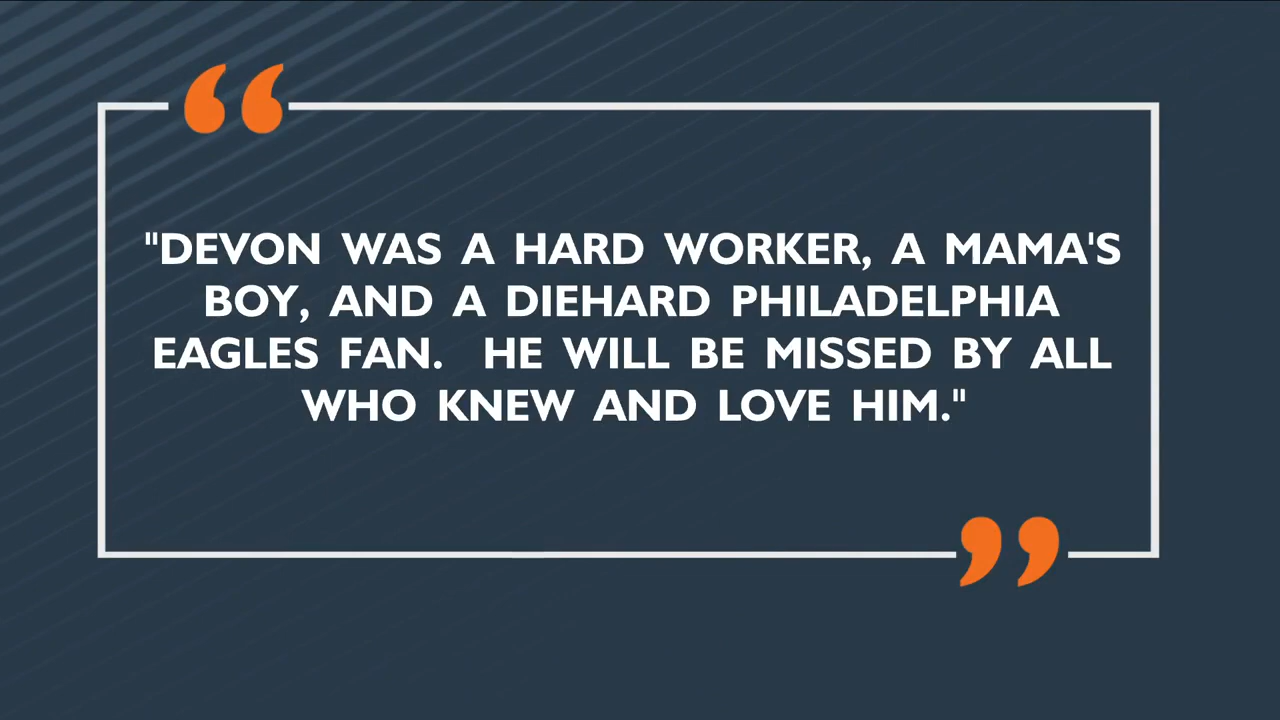 "DEVON WAS A HARD WORKER, A MAMA'S
BOY, AND A DIEHARD PHILADELPHIA
EAGLES FAN.  HE WILL BE MISSED BY ALL
WHO KNEW AND LOVE HIM."